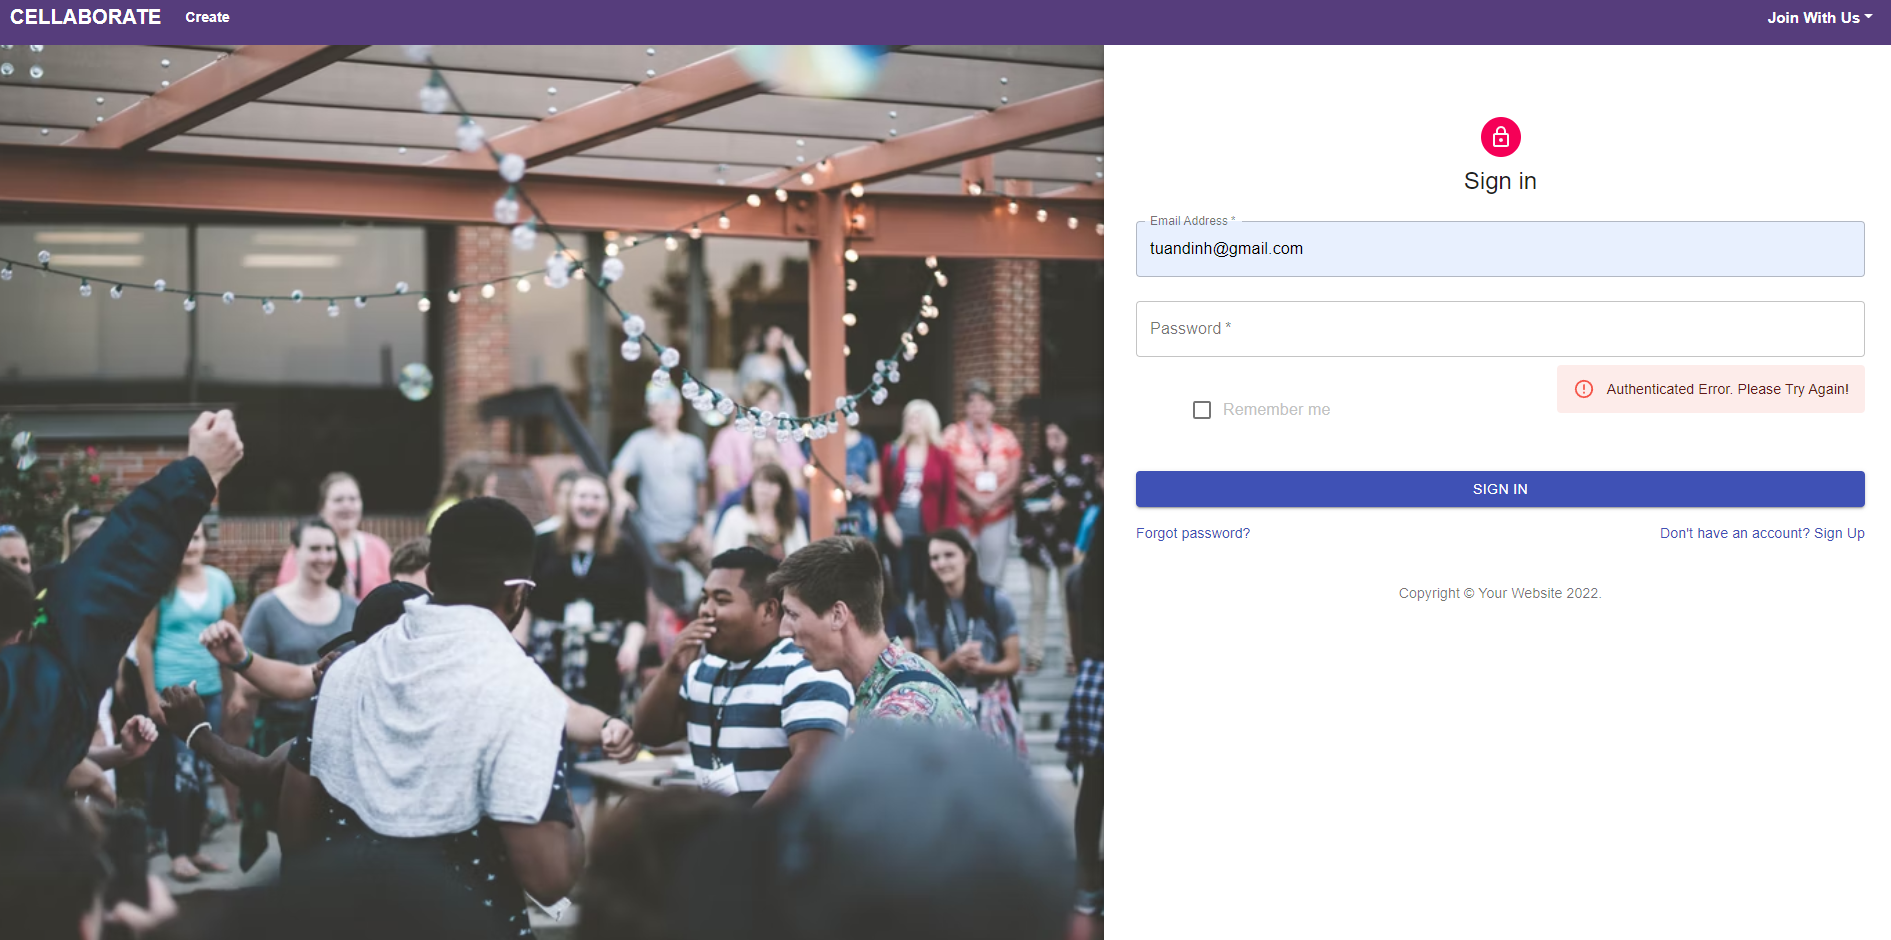 CELLABORATE Create Join With Us
Sign in
Email Address *
tuandinh@gmail.com
Password *
Authenticated Error. Please Try Again!
Remember me
SIGN IN
Forgot password? Don't have an account? Sign Up
Copyright © Your Website 2022.